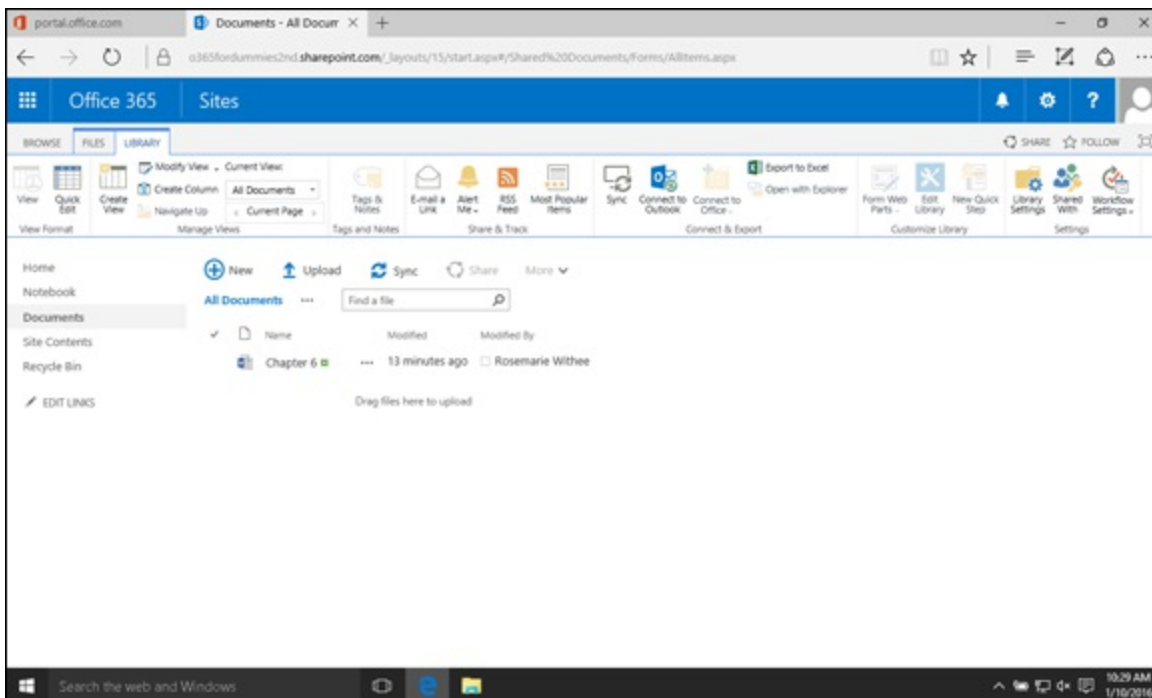 portal.office.com
Documents - All Docum
o365fordummies2nd.sharepoint.com/_layouts/15/start.aspx#/Shared%20Documents/Forms/AllItems.aspx
Office 365 Sites ?
BROWSE FILES LIBRARY SHARE FOLLOW
View
Quick Edit
Create View
Modify View
Create Column
Navigate Up
Current View:
All Documents
Current Page
Tags & Notes
E-mail a Link
Alert Me
RSS Feed
Most Popular Items
Sync
Connect to Outlook
Connect to Office
Export to Excel
Open with Explorer
Form Web Parts
Edit Library
New Quick Step
Library Settings
Shared With
Workflow Settings
View Format Manage Views Tags and Notes Share & Track Connect & Export Customize Library Settings
Home
Notebook
Documents
Site Contents
Recycle Bin
EDIT LINKS
New Upload Sync Share More
All Documents ... Find a file
Name Modified Modified By
Chapter 6 ... 13 minutes ago Rosemarie Withee
Drag files here to upload
Search the web and Windows
10:29 AM
1/10/2016